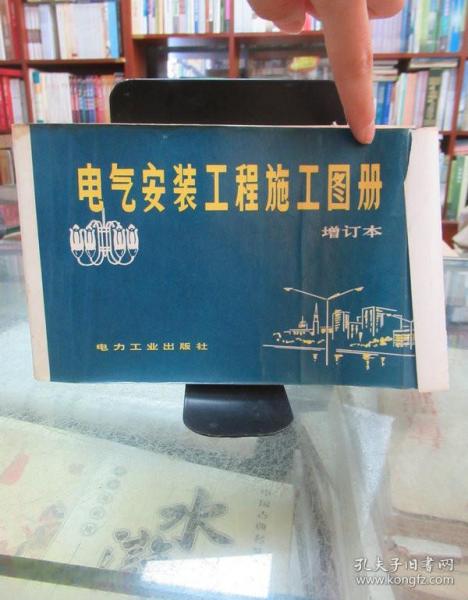 电气安装工程施工图册
增订本
电力工业出版社
水
孔夫子旧书网
www.kongfz.com